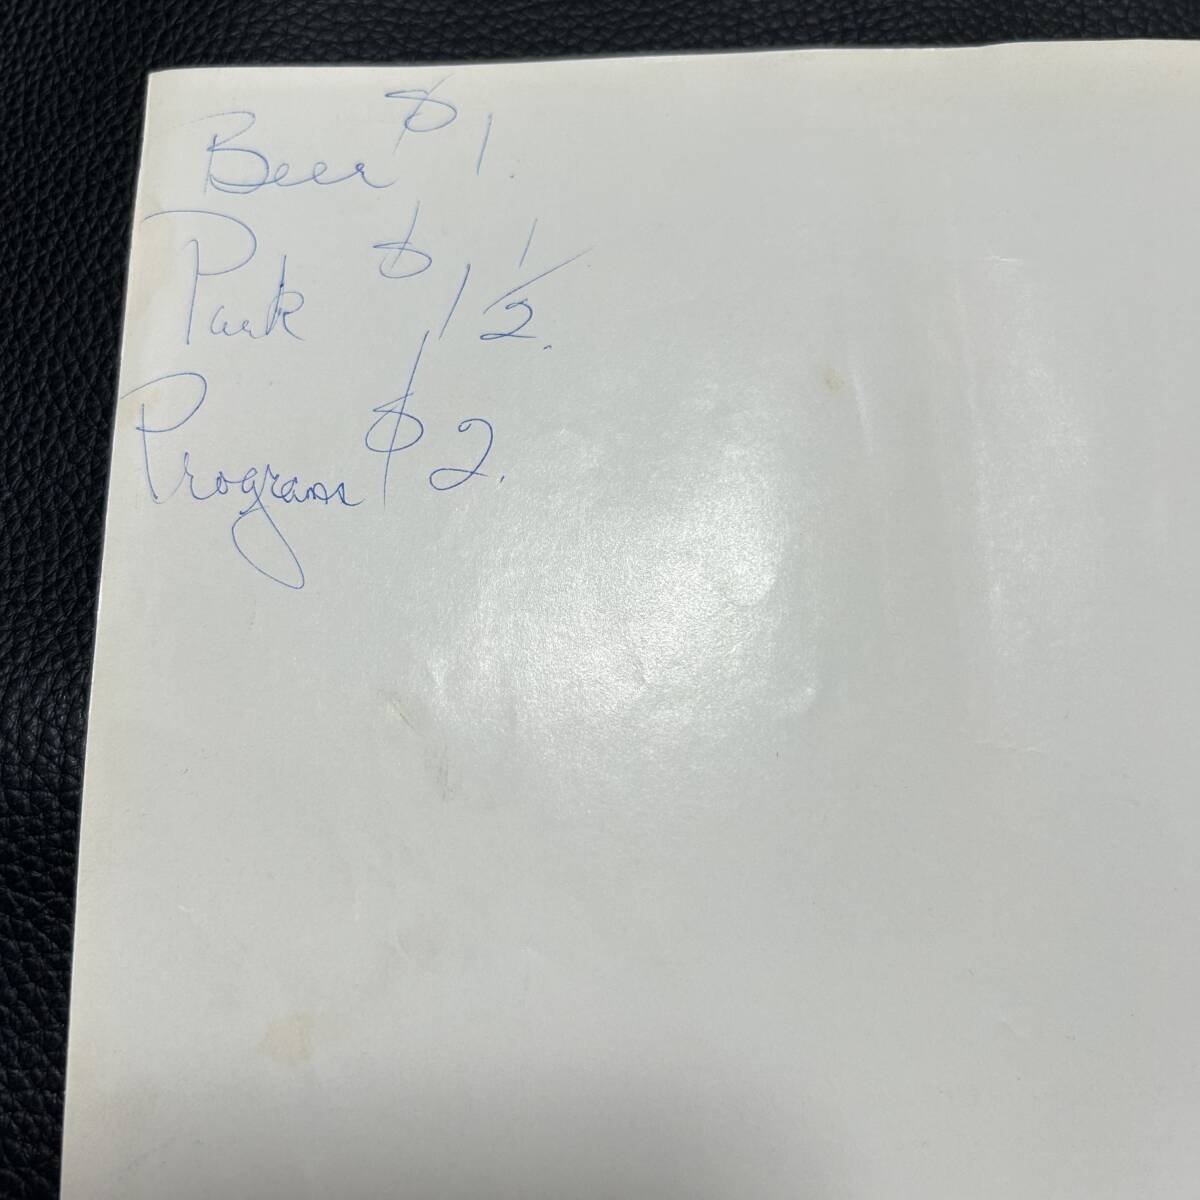 Beer $1.
Park $1 1/2.
Program $2.